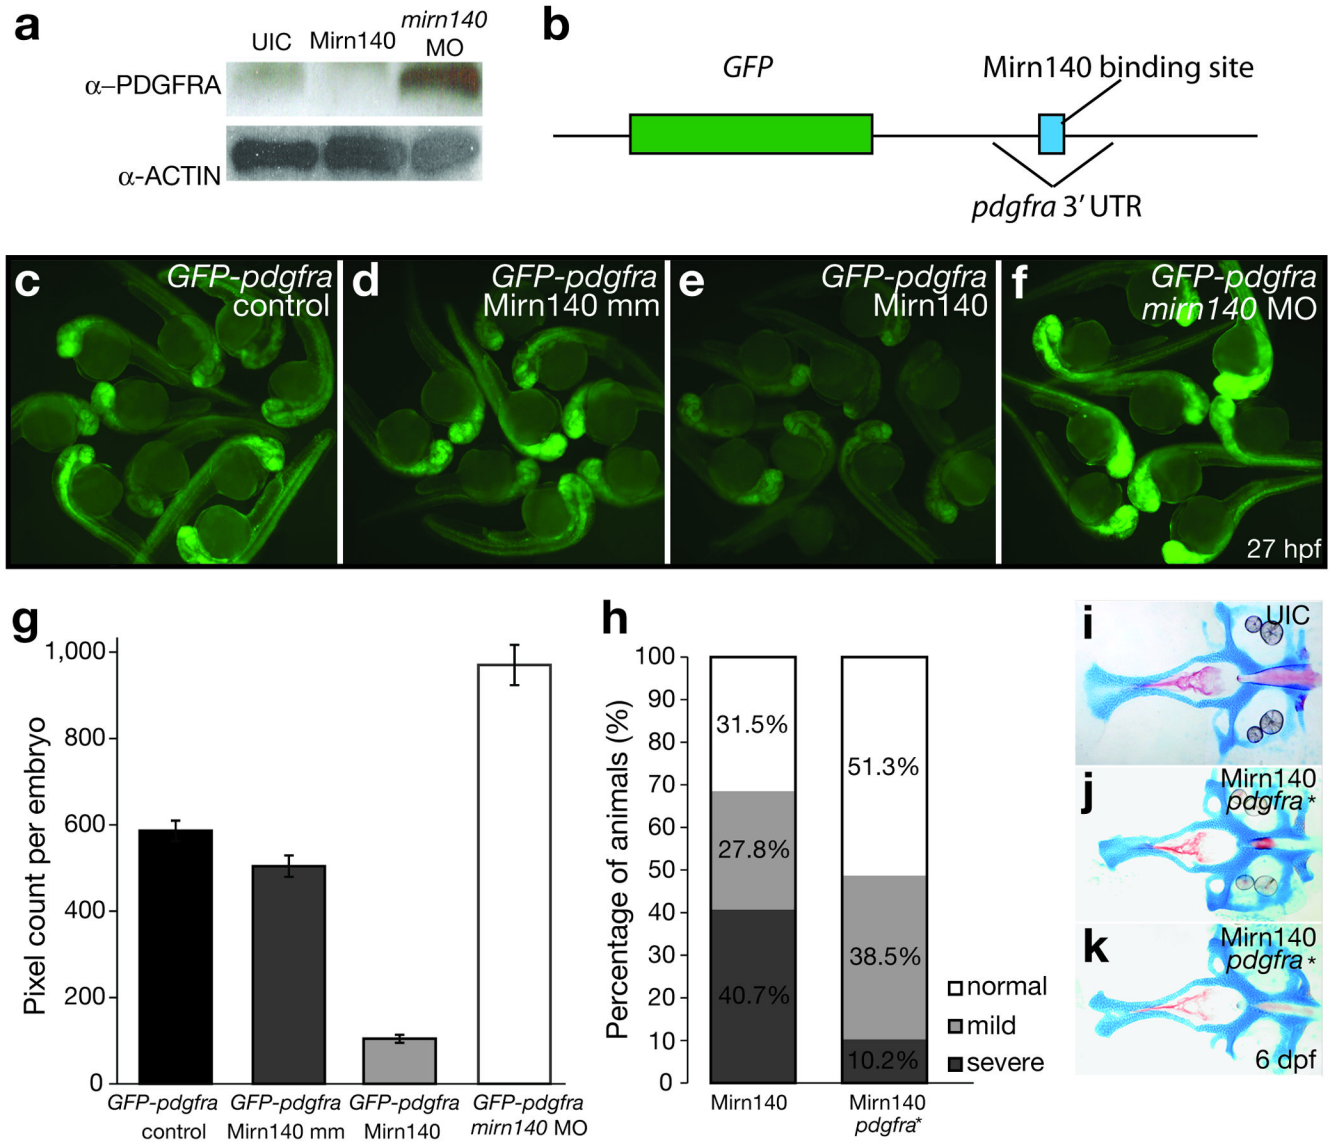 a
UIC
Mirn140
mirn140
MO
α–PDGFRA
α-ACTIN
b
GFP
Mirn140 binding site
pdgfra 3' UTR
c
GFP-pdgfra
control
d
GFP-pdgfra
Mirn140 mm
e
GFP-pdgfra
Mirn140
f
GFP-pdgfra
mirn140 MO
27 hpf
g
Pixel count per embryo
1,000
800
600
400
200
0
GFP-pdgfra
control
GFP-pdgfra
Mirn140 mm
GFP-pdgfra
Mirn140
GFP-pdgfra
mirn140 MO
h
Percentage of animals (%)
100
90
80
70
60
50
40
30
20
10
0
31.5%
27.8%
40.7%
51.3%
38.5%
10.2%
Mirn140
Mirn140
pdgfra*
normal
mild
severe
i
UIC
j
Mirn140
pdgfra*
k
Mirn140
pdgfra*
6 dpf